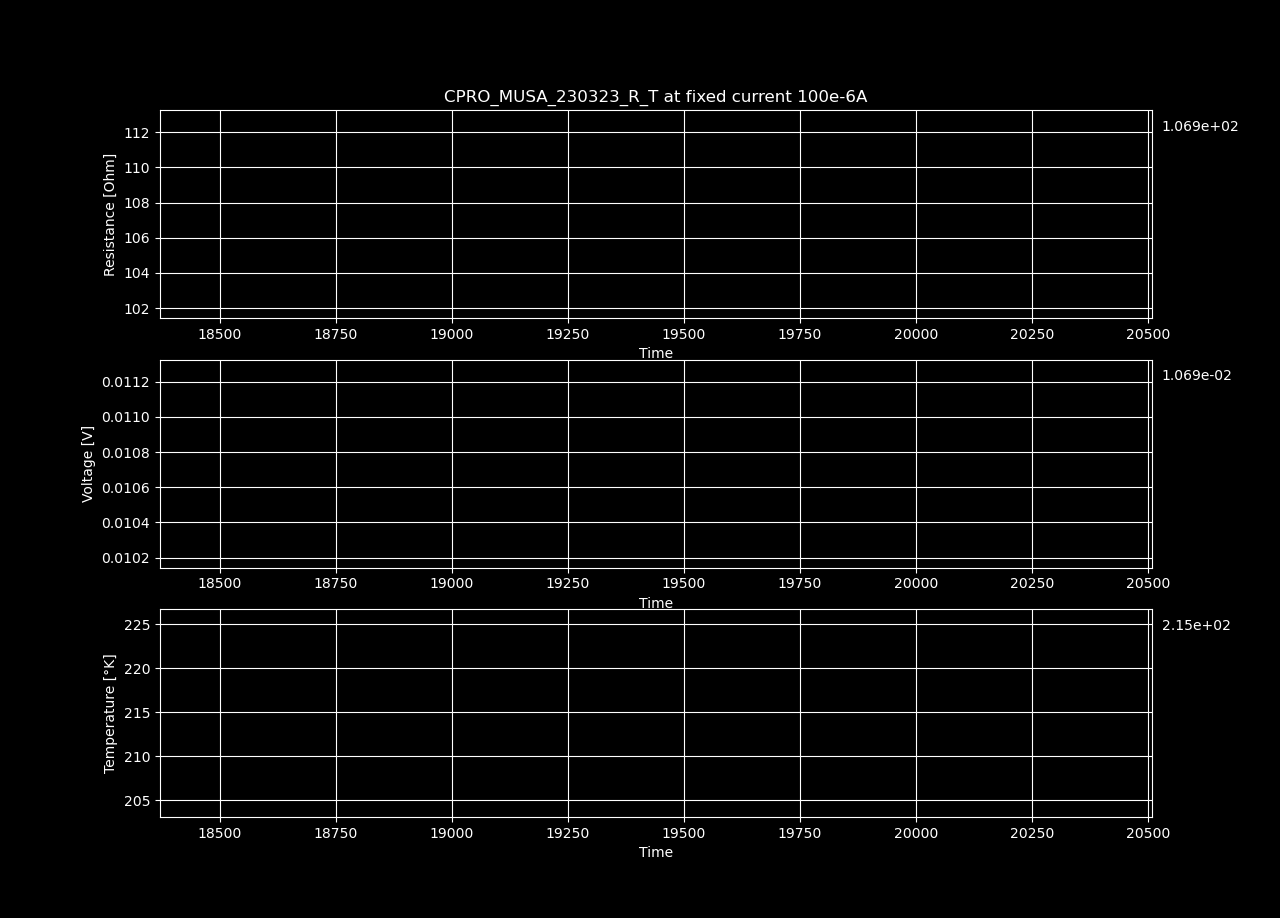 CPRO_MUSA_230323_R_T at fixed current 100e-6A
1.069e+02
Resistance [Ohm]
112
110
108
106
104
102
18500 18750 19000 19250 19500 19750 20000 20250 20500
Time
1.069e-02
Voltage [V]
0.0112
0.0110
0.0108
0.0106
0.0104
0.0102
18500 18750 19000 19250 19500 19750 20000 20250 20500
Time
2.15e+02
Temperature [°K]
225
220
215
210
205
18500 18750 19000 19250 19500 19750 20000 20250 20500
Time